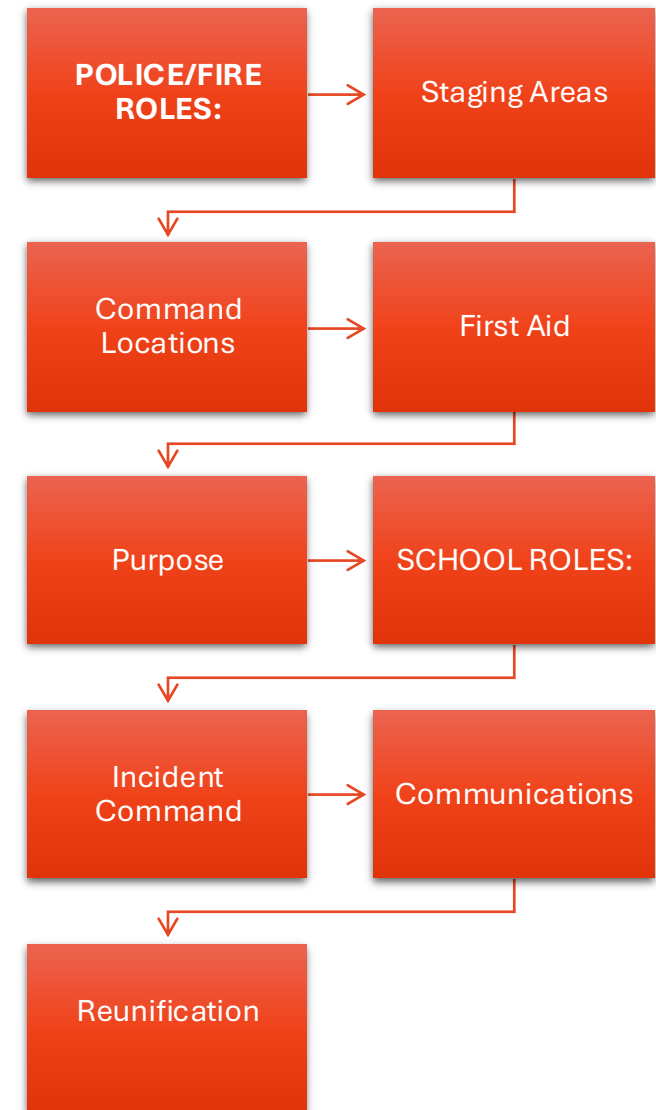 POLICE/FIRE
ROLES:
Staging Areas
Command
Locations
First Aid
Purpose
SCHOOL ROLES:
Incident
Command
Communications
Reunification